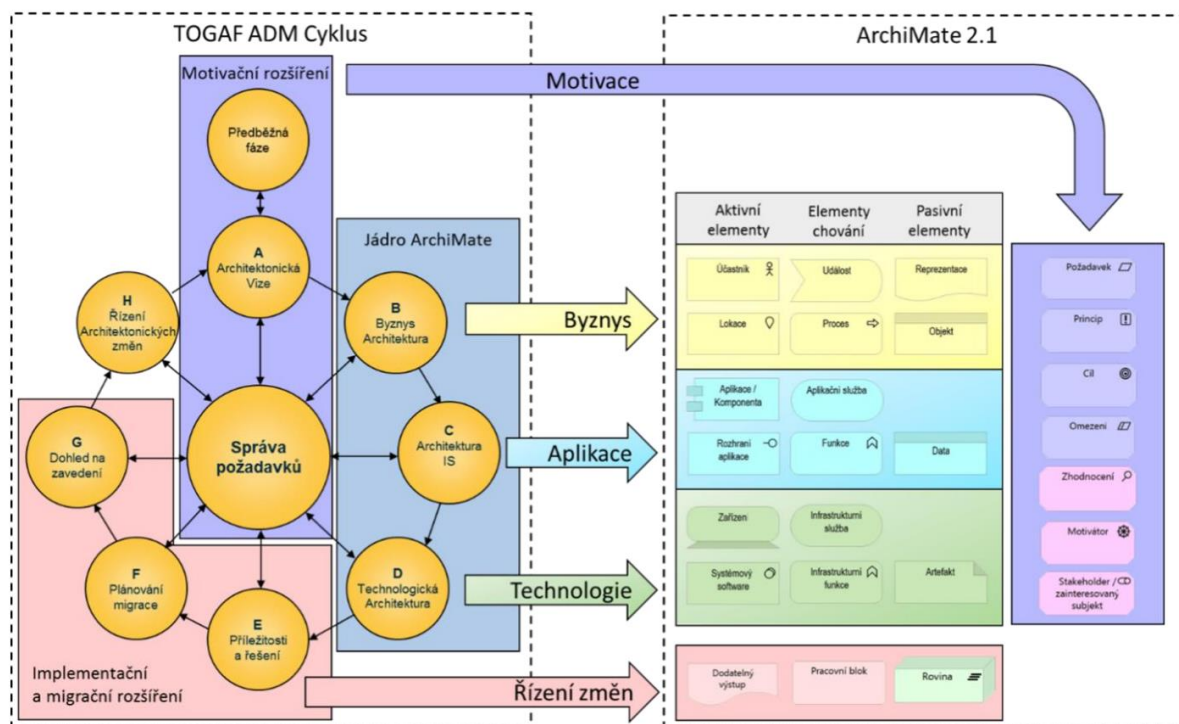 TOGAF ADM Cyklus
Motivační rozšíření
Předběžná
fáze
A
Architektonická
Vize
Jádro ArchiMate
B
Byznys
Architektura
H
Řízení
Architektonických
změn
Správa
požadavků
C
Architektura
IS
G
Dohled na
zavedení
F
Plánování
migrace
D
Technologická
Architektura
E
Příležitosti
a řešení
Implementační
a migrační rozšíření
Motivace
Byznys
Aplikace
Technologie
Řízení změn
ArchiMate 2.1
Aktivní
elementy
Elementy
chování
Pasivní
elementy
Účastník
Událost
Reprezentace
Lokace
Proces
Objekt
Aplikace /
Komponenta
Aplikační služba
Rozhraní
aplikace
Funkce
Data
Zařízen
Infrastrukturní
služba
Systémový
software
Infrastrukturní
funkce
Artefakt
Dodatelný
výstup
Pracovní blok
Rovina
Požadavek
Princip
Cíl
Omezení
Zhodnocení
Motivátor
Stakeholder /
zainteresovaný
subjekt